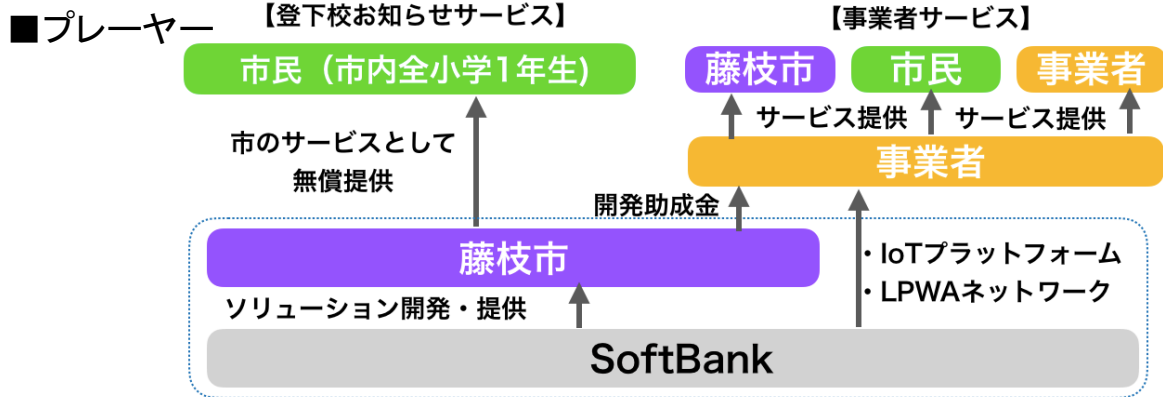 ■プレーヤー
【登下校お知らせサービス】
【事業者サービス】
市民（市内全小学1年生)
藤枝市
市民
事業者
サービス提供
サービス提供
市のサービスとして
無償提供
事業者
開発助成金
藤枝市
・IoTプラットフォーム
・LPWAネットワーク
ソリューション開発・提供
SoftBank